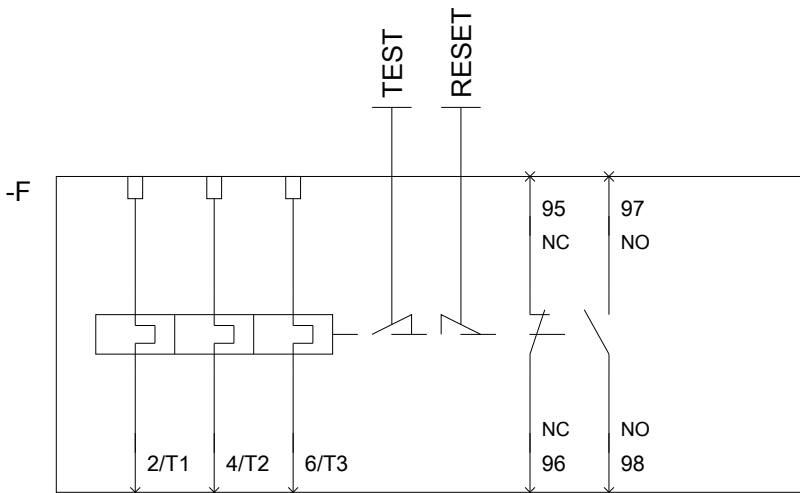 TEST
RESET
-F
95 97
NC NO
NC NO
2/T1 4/T2 6/T3 96 98